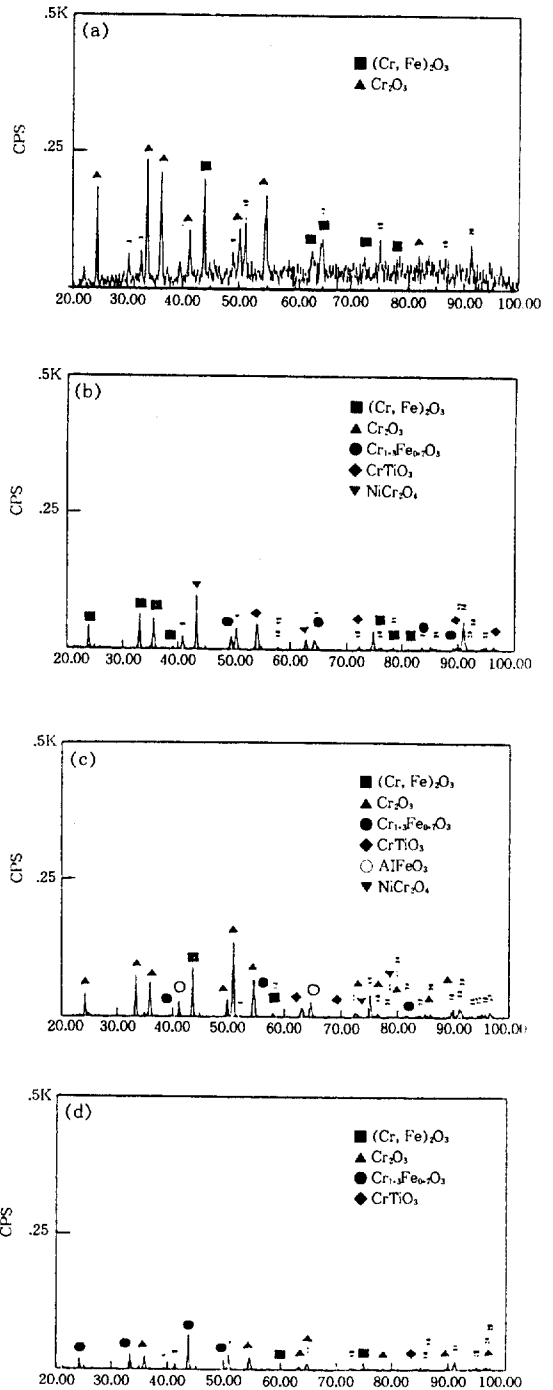 .5K
(a)
■ (Cr, Fe)₂O₃
▲ Cr₂O₃
CPS
.25
20.00 30.00 40.00 50.00 60.00 70.00 80.00 90.00 100.00
.5K
(b)
■ (Cr, Fe)₂O₃
▲ Cr₂O₃
● Cr₁.₃Fe₀.₇O₃
◆ CrTiO₃
▼ NiCr₂O₄
CPS
.25
20.00 30.00 40.00 50.00 60.00 70.00 80.00 90.00 100.00
.5K
(c)
■ (Cr, Fe)₂O₃
▲ Cr₂O₃
● Cr₁.₃Fe₀.₇O₃
◆ CrTiO₃
○ AlFeO₃
▼ NiCr₂O₄
CPS
.25
20.00 30.00 40.00 50.00 60.00 70.00 80.00 90.00 100.00
.5K
(d)
■ (Cr, Fe)₂O₃
▲ Cr₂O₃
● Cr₁.₃Fe₀.₇O₃
◆ CrTiO₃
CPS
.25
20.00 30.00 40.00 50.00 60.00 70.00 80.00 90.00 100.00